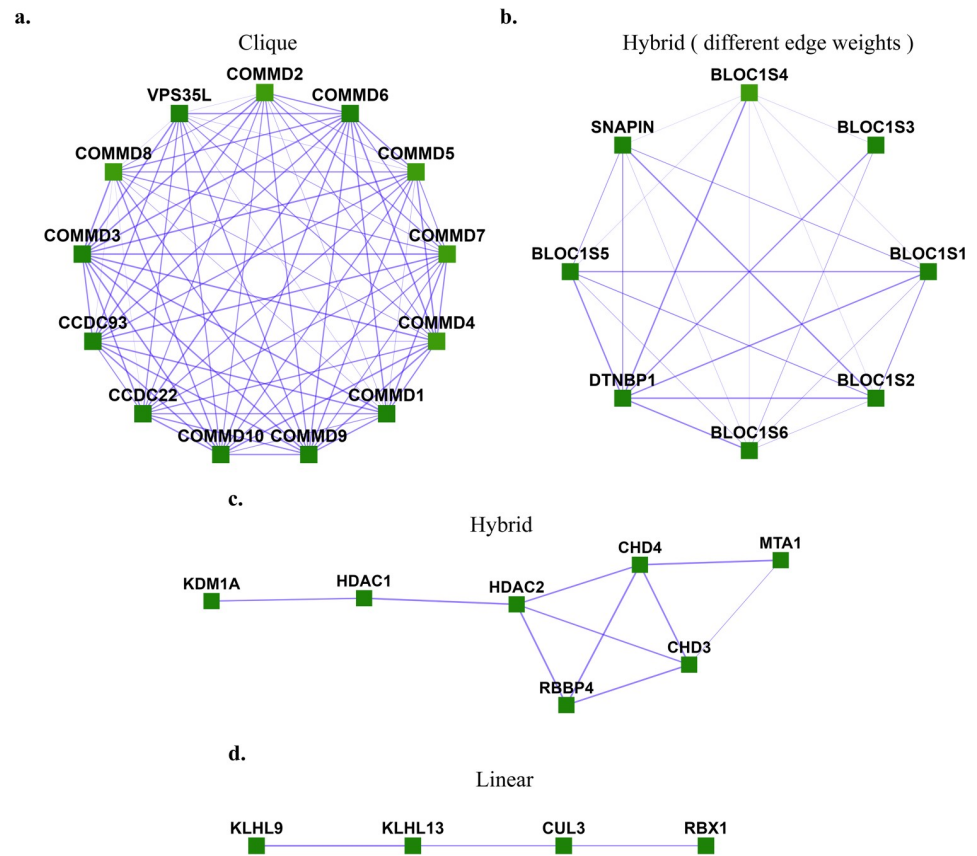 a.
Clique
COMMD2
VPS35L
COMMD6
COMMD8
COMMD5
COMMD3
COMMD7
CCDC93
COMMD4
CCDC22
COMMD1
COMMD10
COMMD9
b.
Hybrid ( different edge weights )
BLOC1S4
SNAPIN
BLOC1S3
BLOC1S5
BLOC1S1
DTNBP1
BLOC1S2
BLOC1S6
c.
Hybrid
CHD4
MTA1
KDM1A
HDAC1
HDAC2
CHD3
RBBP4
d.
Linear
KLHL9
KLHL13
CUL3
RBX1